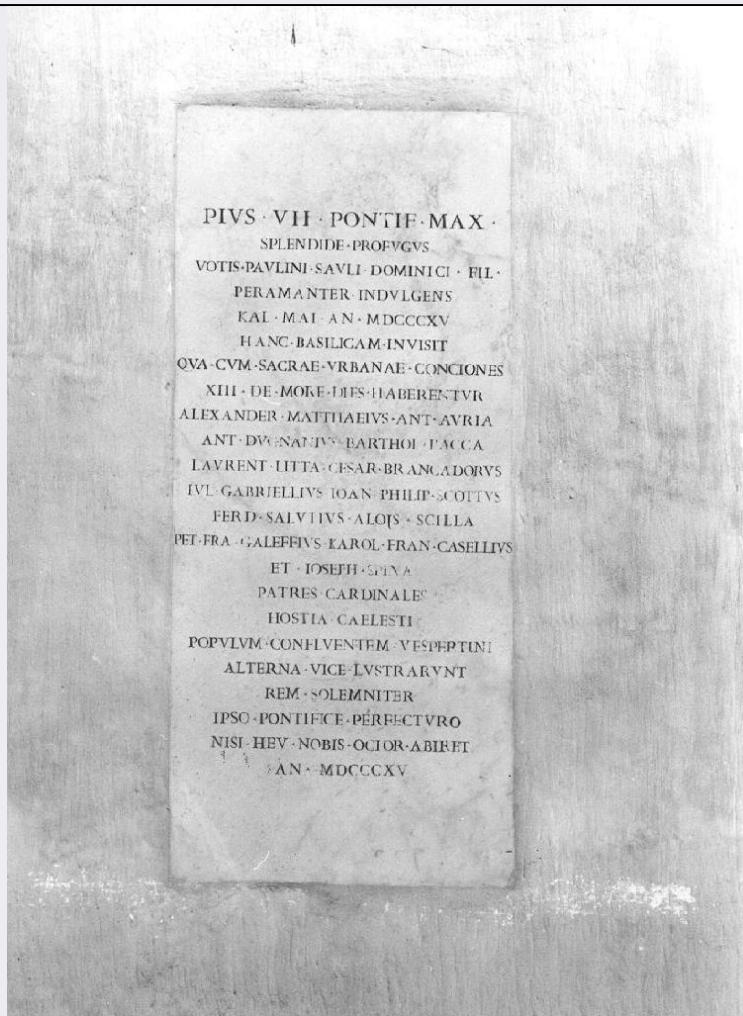 PIVS · VII · PONTIF · MAX ·
SPLENDIDE · PROFVGVS
VOTIS · PAVLINI · SAVLI · DOMINICI · FIL ·
PERAMANTER · INDVLGENS
KAL · MAI · AN · MDCCCXV
HANC · BASILICAM · INVISIT
QVA · CVM · SACRAE · VRBANAE · CONCIONES
XIII · DE · MORE · DIES · HABERENTVR
ALEXANDER · MATTHAEIVS · ANT · AVRIA
ANT · DVGNANIVS · BARTHOL · PACCA
LAVRENT · LITTA · CESAR · BRANCADORVS
IVL · GABRIELLIVS · IOAN · PHILIP · SCOTTVS
FERD · SALVTIVS · ALOIS · SCILLA
PET · FRA · GALEFFIVS · KAROL · FRAN · CASELLIVS
ET · IOSEPH · SPINA
PATRES · CARDINALES
HOSTIA · CAELESTI
POPVLVM · CONFLVENTEM · VESPERTINI
ALTERNA · VICE · LVSTRARVNT
REM · SOLEMNITER
IPSO · PONTIFICE · PERFECTVRO
NISI · HEV · NOBIS · OCIOR · ABIRET
AN · MDCCCXV